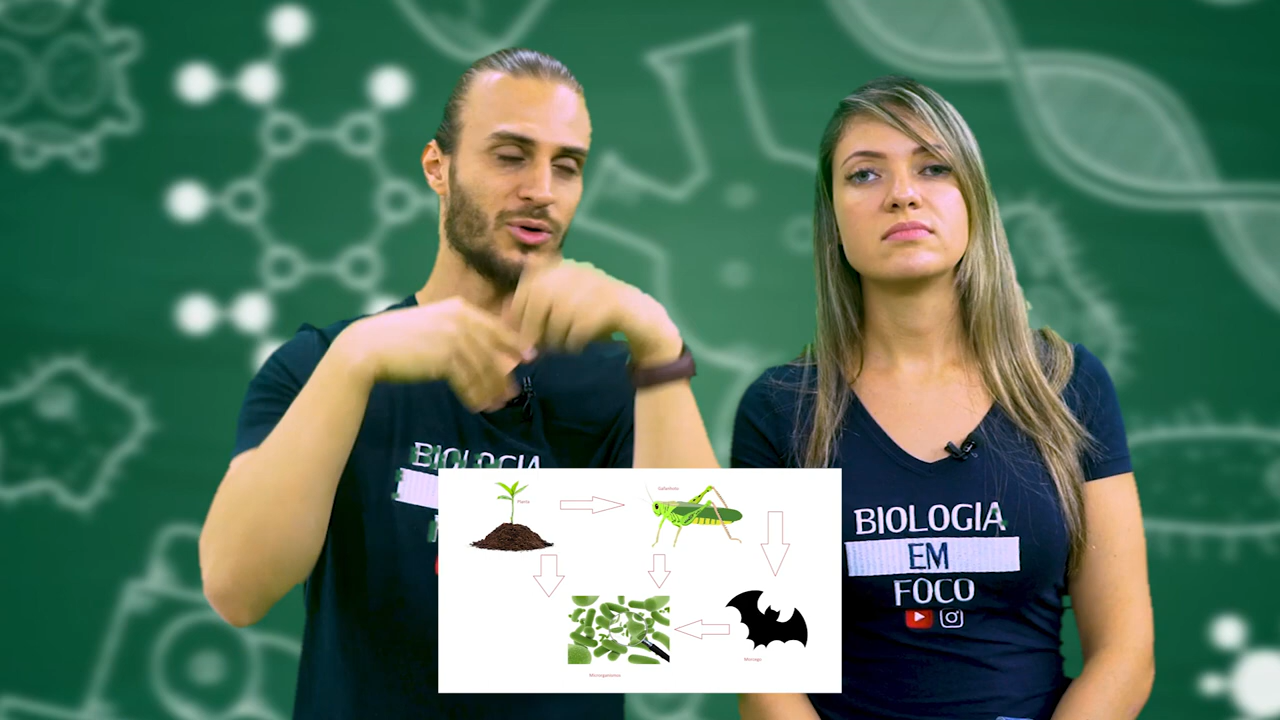 BIOLOGIA
Planta
Gafanhoto
Morcego
Microrganismos
BIOLOGIA
EM
FOCO